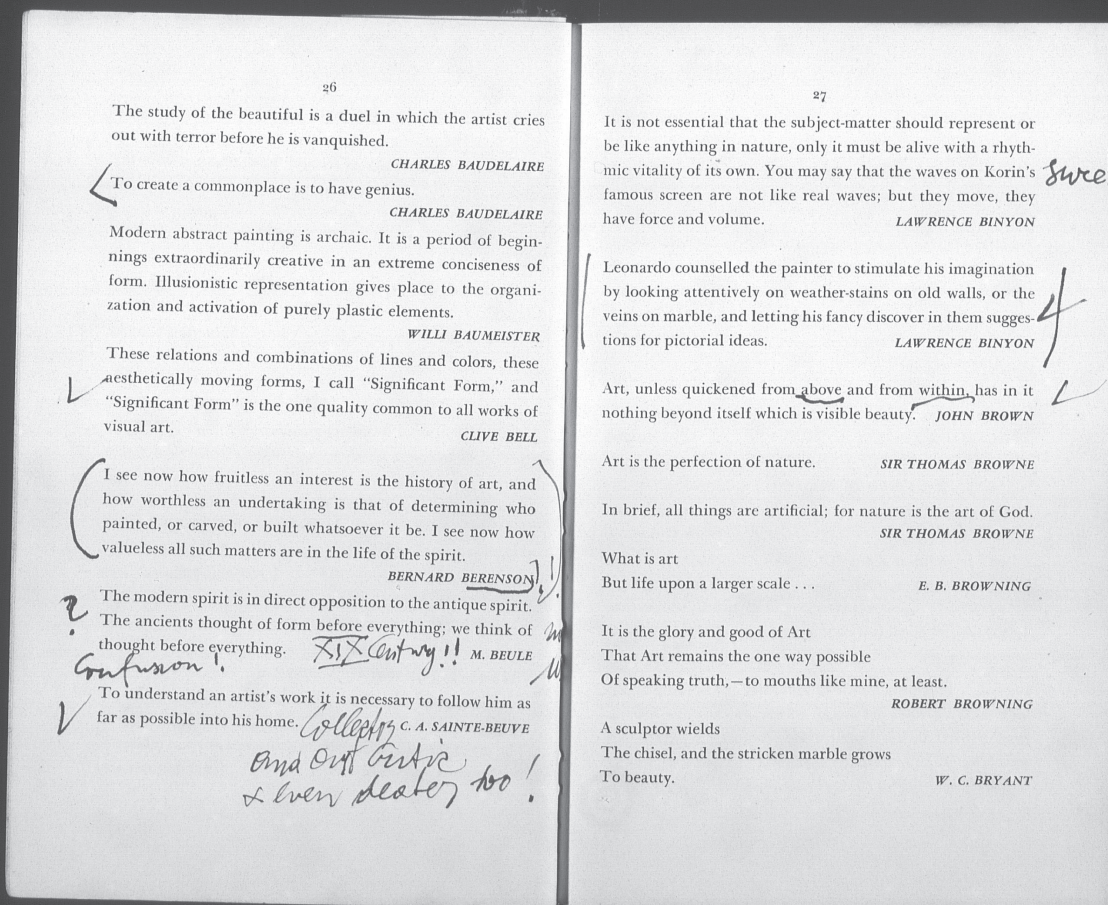 26
The study of the beautiful is a duel in which the artist cries
out with terror before he is vanquished.
CHARLES BAUDELAIRE
To create a commonplace is to have genius.
CHARLES BAUDELAIRE
Modern abstract painting is archaic. It is a period of begin-
nings extraordinarily creative in an extreme conciseness of
form. Illusionistic representation gives place to the organi-
zation and activation of purely plastic elements.
WILLI BAUMEISTER
These relations and combinations of lines and colors, these
aesthetically moving forms, I call "Significant Form," and
"Significant Form" is the one quality common to all works of
visual art.
CLIVE BELL
I see now how fruitless an interest is the history of art, and
how worthless an undertaking is that of determining who
painted, or carved, or built whatsoever it be. I see now how
valueless all such matters are in the life of the spirit.
BERNARD BERENSON !
? The modern spirit is in direct opposition to the antique spirit.
The ancients thought of form before everything; we think of
thought before everything. XIX Century!! M. BEULE
Confusion!
To understand an artist's work it is necessary to follow him as
far as possible into his home. C. A. SAINTE-BEUVE
and Art Critic
& even dealer too!
27
It is not essential that the subject-matter should represent or
be like anything in nature, only it must be alive with a rhyth-
mic vitality of its own. You may say that the waves on Korin's sure
famous screen are not like real waves; but they move, they
have force and volume. LAWRENCE BINYON
Leonardo counselled the painter to stimulate his imagination
by looking attentively on weather-stains on old walls, or the
veins on marble, and letting his fancy discover in them sugges-
tions for pictorial ideas. LAWRENCE BINYON
Art, unless quickened from above and from within, has in it
nothing beyond itself which is visible beauty. JOHN BROWN
Art is the perfection of nature. SIR THOMAS BROWNE
In brief, all things are artificial; for nature is the art of God.
SIR THOMAS BROWNE
What is art
But life upon a larger scale . . . E. B. BROWNING
It is the glory and good of Art
That Art remains the one way possible
Of speaking truth,—to mouths like mine, at least.
ROBERT BROWNING
A sculptor wields
The chisel, and the stricken marble grows
To beauty. W. C. BRYANT